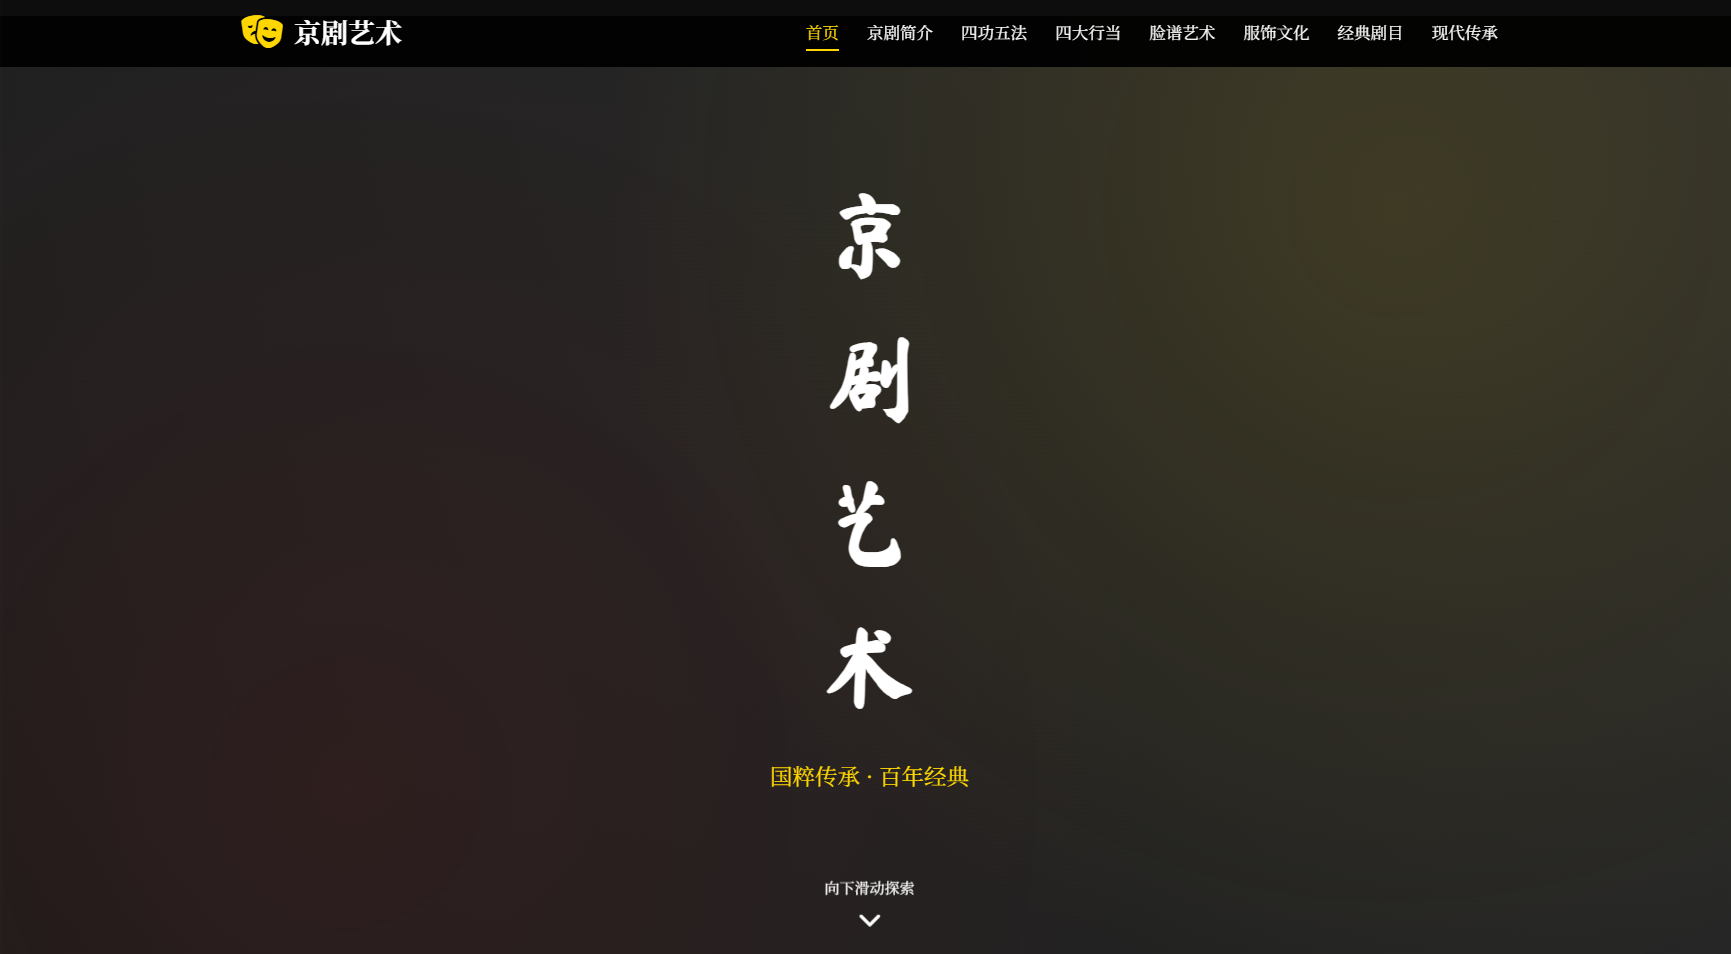 京剧艺术
首页 京剧简介 四功五法 四大行当 脸谱艺术 服饰文化 经典剧目 现代传承
京
剧
艺
术
国粹传承 · 百年经典
向下滑动探索